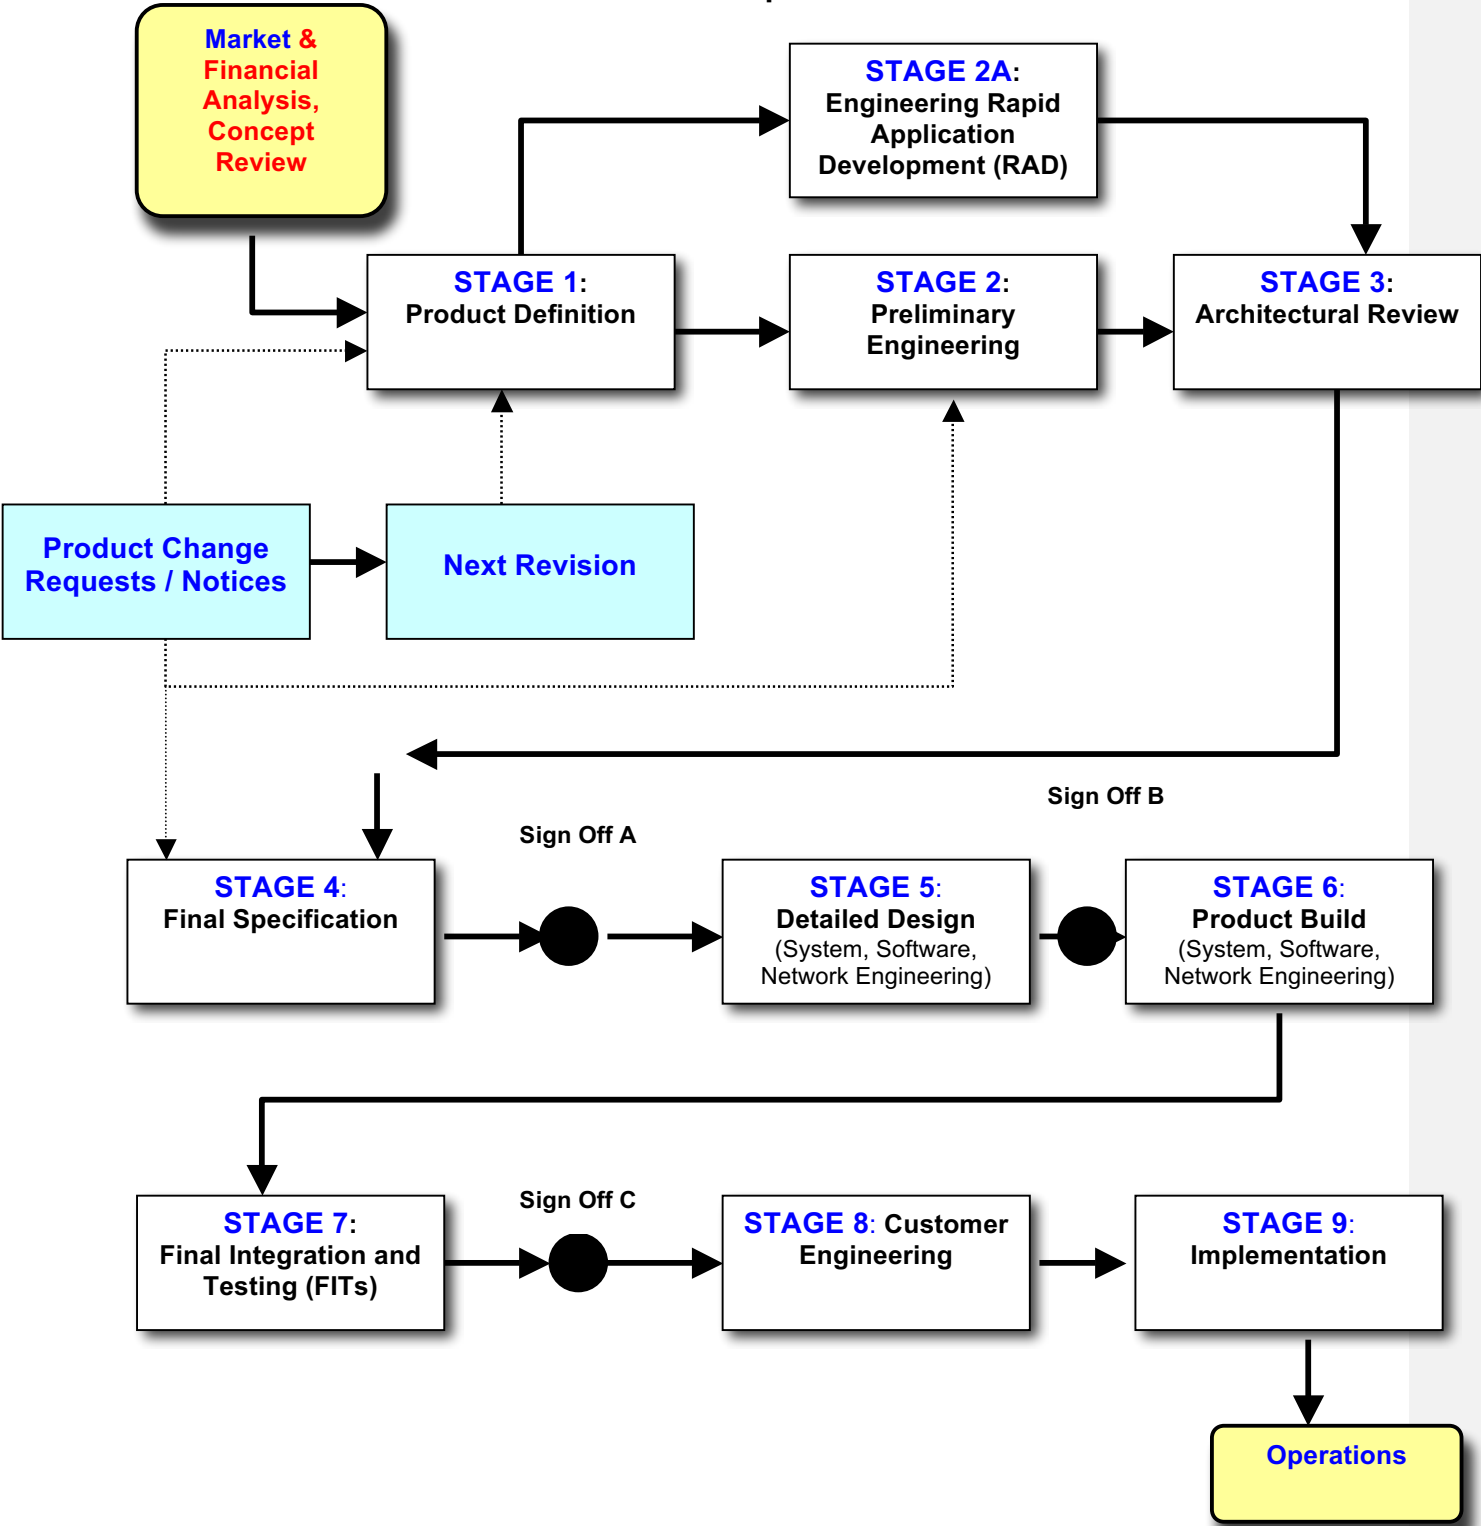 Market &
Financial
Analysis,
Concept
Review
STAGE 2A:
Engineering Rapid
Application
Development (RAD)
STAGE 1:
Product Definition
STAGE 2:
Preliminary
Engineering
STAGE 3:
Architectural Review
Product Change
Requests / Notices
Next Revision
Sign Off B
Sign Off A
STAGE 4:
Final Specification
STAGE 5:
Detailed Design
(System, Software,
Network Engineering)
STAGE 6:
Product Build
(System, Software,
Network Engineering)
Sign Off C
STAGE 7:
Final Integration and
Testing (FITs)
STAGE 8: Customer
Engineering
STAGE 9:
Implementation
Operations